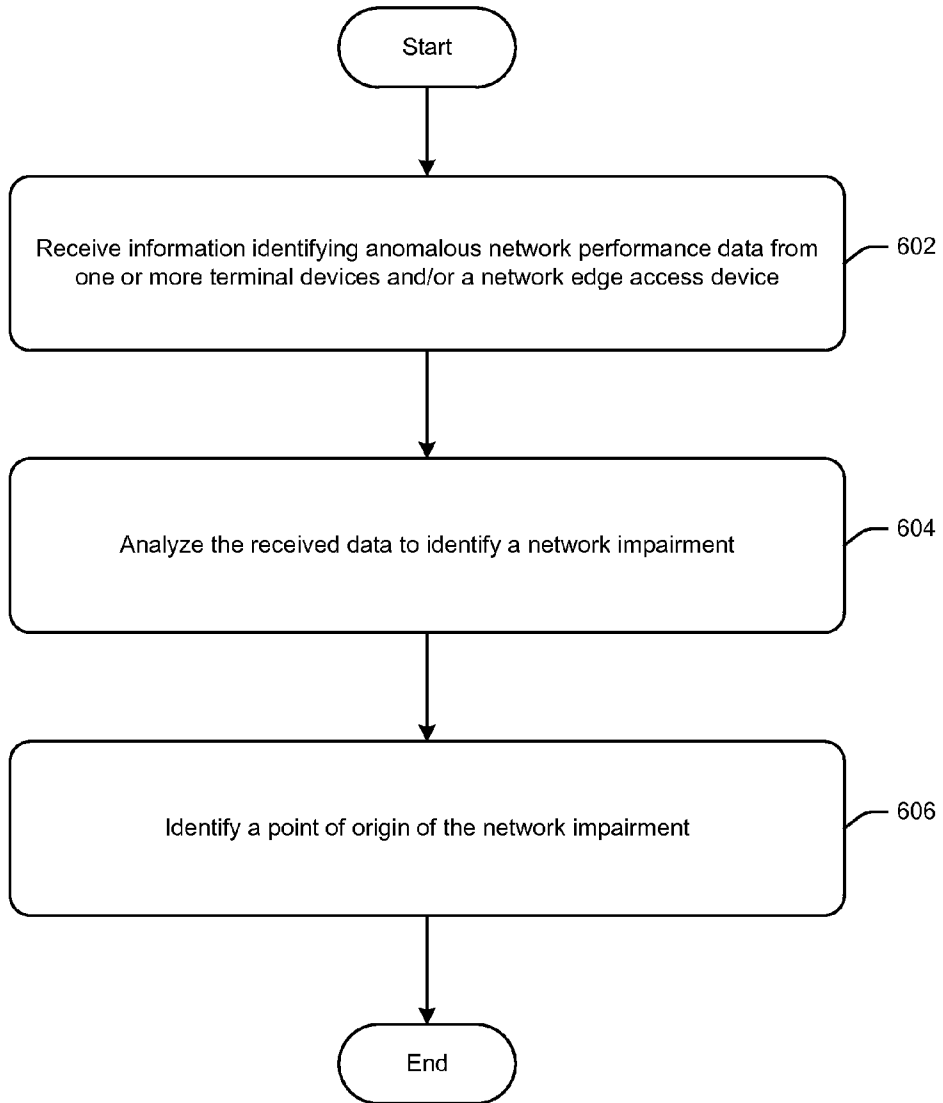 Start
Receive information identifying anomalous network performance data from
one or more terminal devices and/or a network edge access device
602
Analyze the received data to identify a network impairment
604
Identify a point of origin of the network impairment
606
End